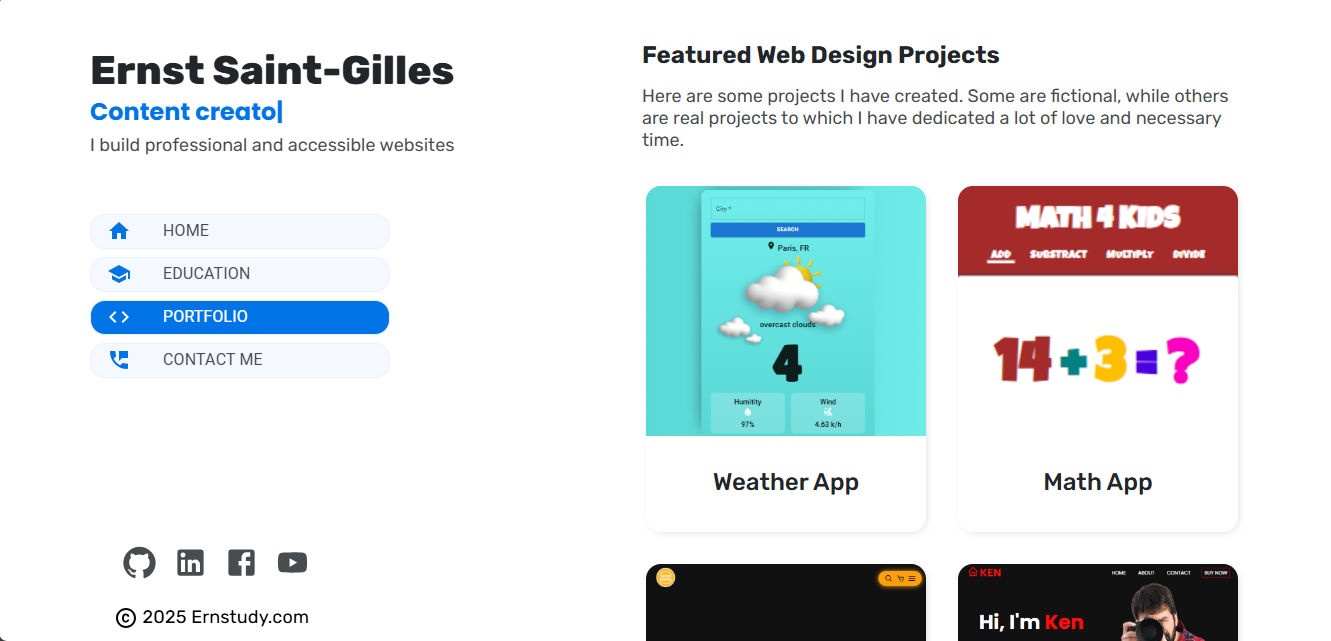 Ernst Saint-Gilles
Content creato|
I build professional and accessible websites
HOME
EDUCATION
PORTFOLIO
CONTACT ME
© 2025 Ernstudy.com
Featured Web Design Projects
Here are some projects I have created. Some are fictional, while others
are real projects to which I have dedicated a lot of love and necessary
time.
City *
SEARCH
Paris, FR
overcast clouds
4
Humitity
97%
Wind
4.63 k/h
Weather App
MATH 4 KIDS
ADD SUBSTRACT MULTIPLY DIVIDE
14+3=?
Math App
KEN
HOME ABOUT CONTACT BUY NOW
Hi, I'm Ken